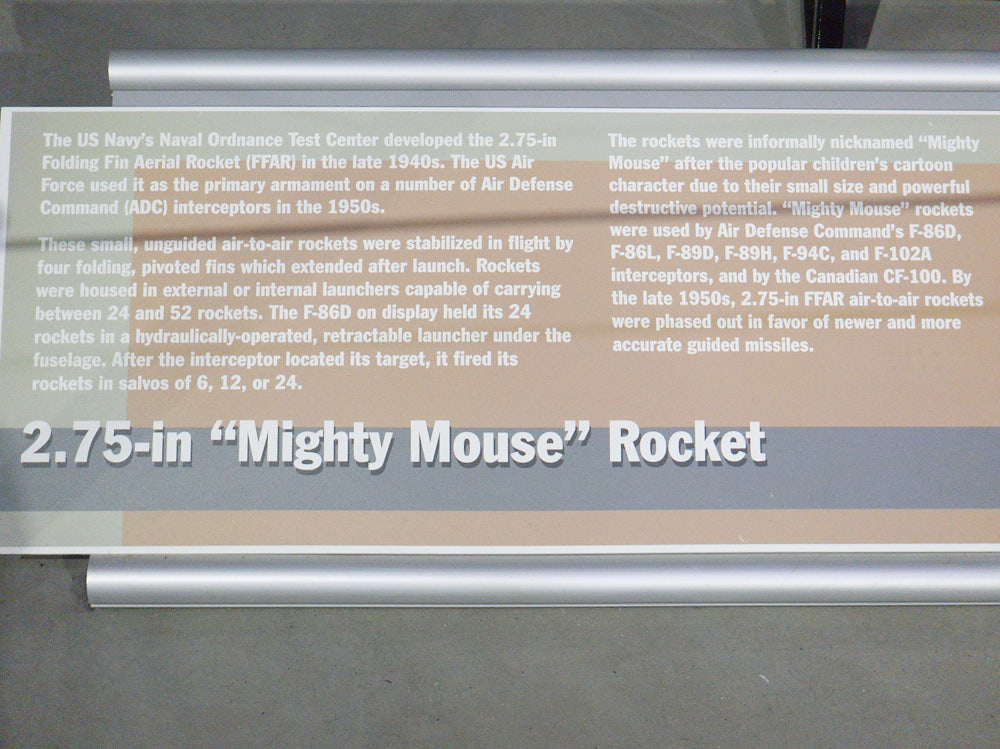 The US Navy's Naval Ordnance Test Center developed the 2.75-in
Folding Fin Aerial Rocket (FFAR) in the late 1940s. The US Air
Force used it as the primary armament on a number of Air Defense
Command (ADC) interceptors in the 1950s.
These small, unguided air-to-air rockets were stabilized in flight by
four folding, pivoted fins which extended after launch. Rockets
were housed in external or internal launchers capable of carrying
between 24 and 52 rockets. The F-86D on display held its 24
rockets in a hydraulically-operated, retractable launcher under the
fuselage. After the interceptor located its target, it fired its
rockets in salvos of 6, 12, or 24.
The rockets were informally nicknamed “Mighty
Mouse” after the popular children's cartoon
character due to their small size and powerful
destructive potential. “Mighty Mouse” rockets
were used by Air Defense Command's F-86D,
F-86L, F-89D, F-89H, F-94C, and F-102A
interceptors, and by the Canadian CF-100. By
the late 1950s, 2.75-in FFAR air-to-air rockets
were phased out in favor of newer and more
accurate guided missiles.
2.75-in “Mighty Mouse” Rocket